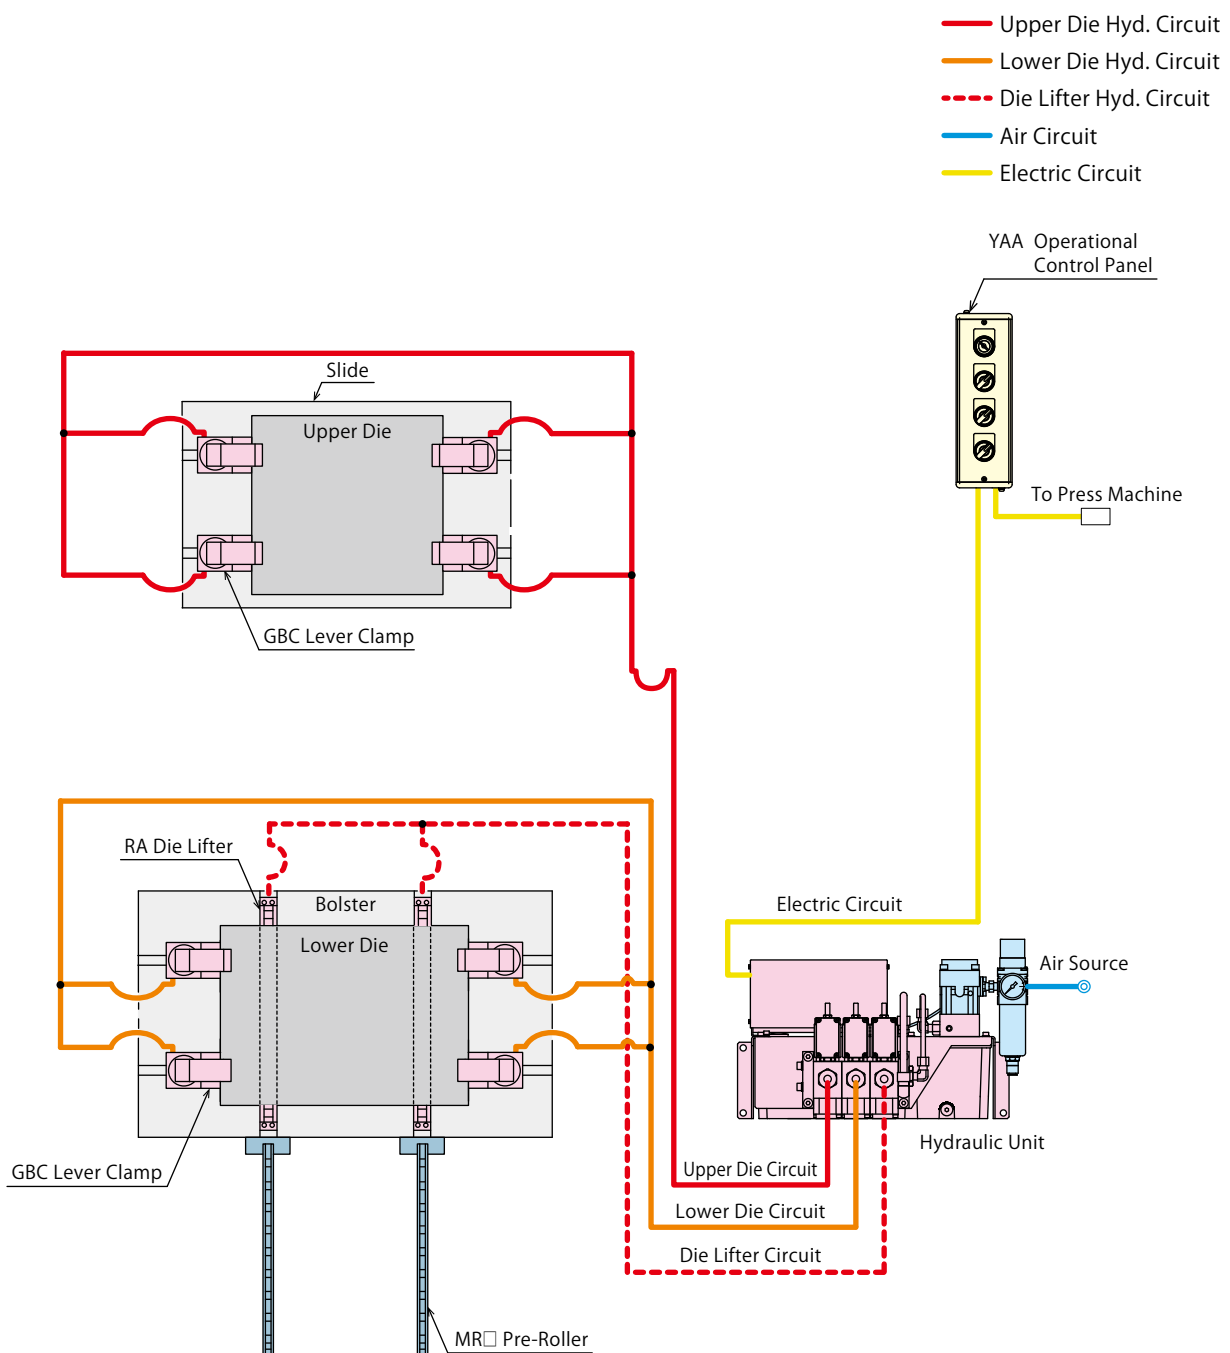 Upper Die Hyd. Circuit
Lower Die Hyd. Circuit
Die Lifter Hyd. Circuit
Air Circuit
Electric Circuit
YAA Operational
Control Panel
Slide
Upper Die
To Press Machine
GBC Lever Clamp
RA Die Lifter
Bolster
Electric Circuit
Lower Die
Air Source
Hydraulic Unit
GBC Lever Clamp
Upper Die Circuit
Lower Die Circuit
Die Lifter Circuit
MR□ Pre-Roller